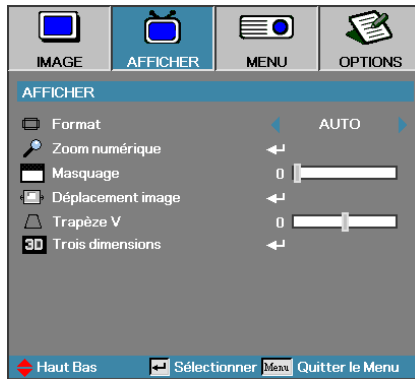 IMAGE AFFICHER MENU OPTIONS
AFFICHER
Format AUTO
Zoom numérique
Masquage 0
Déplacement image
Trapèze V 0
3D Trois dimensions
Haut Bas Sélectionner Menu Quitter le Menu